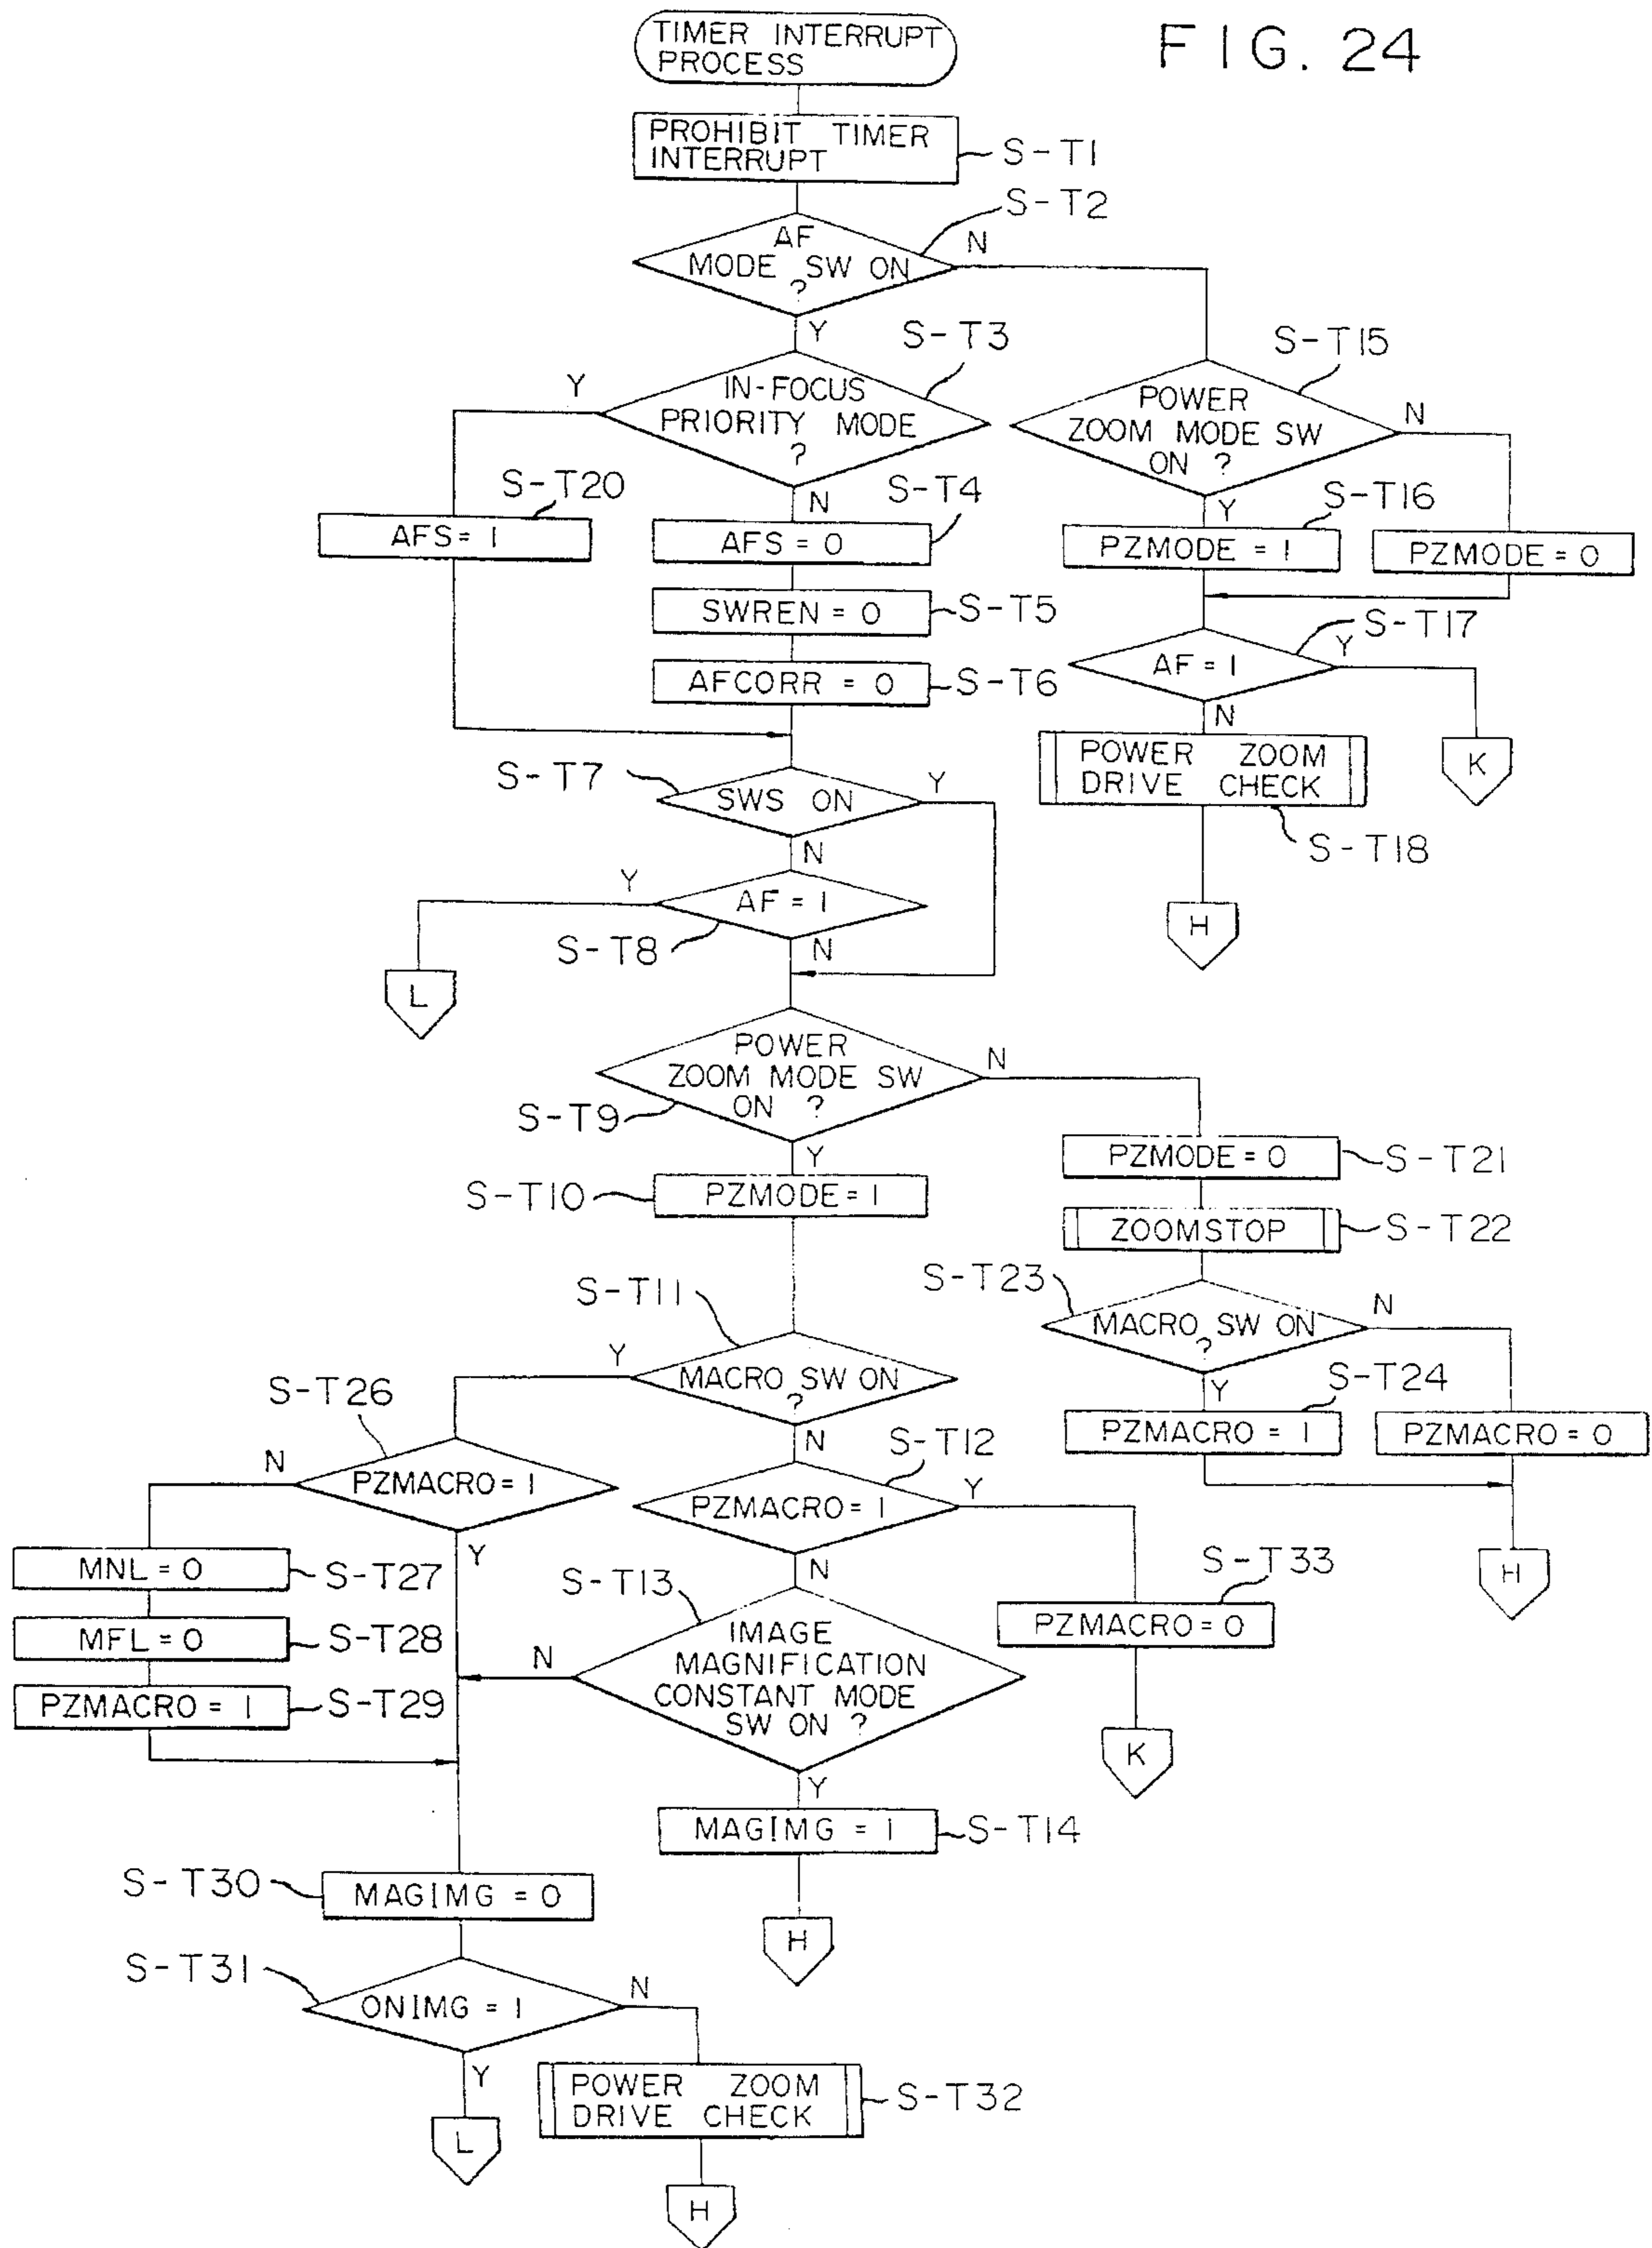 FIG. 24
TIMER INTERRUPT
PROCESS
PROHIBIT TIMER
INTERRUPT
S-T1
S-T2
AF
MODE SW ON
?
N
Y
S-T3
IN-FOCUS
PRIORITY MODE
?
Y
N
S-T15
POWER
ZOOM MODE SW
ON ?
N
Y
S-T20
AFS = 1
S-T4
AFS = 0
S-T16
PZMODE = 1
PZMODE = 0
SWREN = 0
S-T5
AFCORR = 0
S-T6
S-T17
AF = 1
Y
N
K
POWER ZOOM
DRIVE CHECK
S-T18
H
S-T7
SWS ON
Y
N
AF = 1
Y
S-T8
N
L
POWER
ZOOM MODE SW
ON ?
N
S-T9
Y
S-T10
PZMODE = 1
PZMODE = 0
S-T21
ZOOMSTOP
S-T22
S-T23
MACRO SW ON
?
N
Y
S-T24
PZMACRO = 1
PZMACRO = 0
H
S-T11
MACRO SW ON
?
Y
N
S-T26
PZMACRO = 1
N
Y
S-T12
PZMACRO = 1
Y
N
MNL = 0
S-T27
MFL = 0
S-T28
PZMACRO = 1
S-T29
S-T13
IMAGE
MAGNIFICATION
CONSTANT MODE
SW ON ?
N
Y
S-T33
PZMACRO = 0
K
MAGIMG = 1
S-T14
H
S-T30
MAGIMG = 0
S-T31
ONIMG = 1
N
Y
L
POWER ZOOM
DRIVE CHECK
S-T32
H